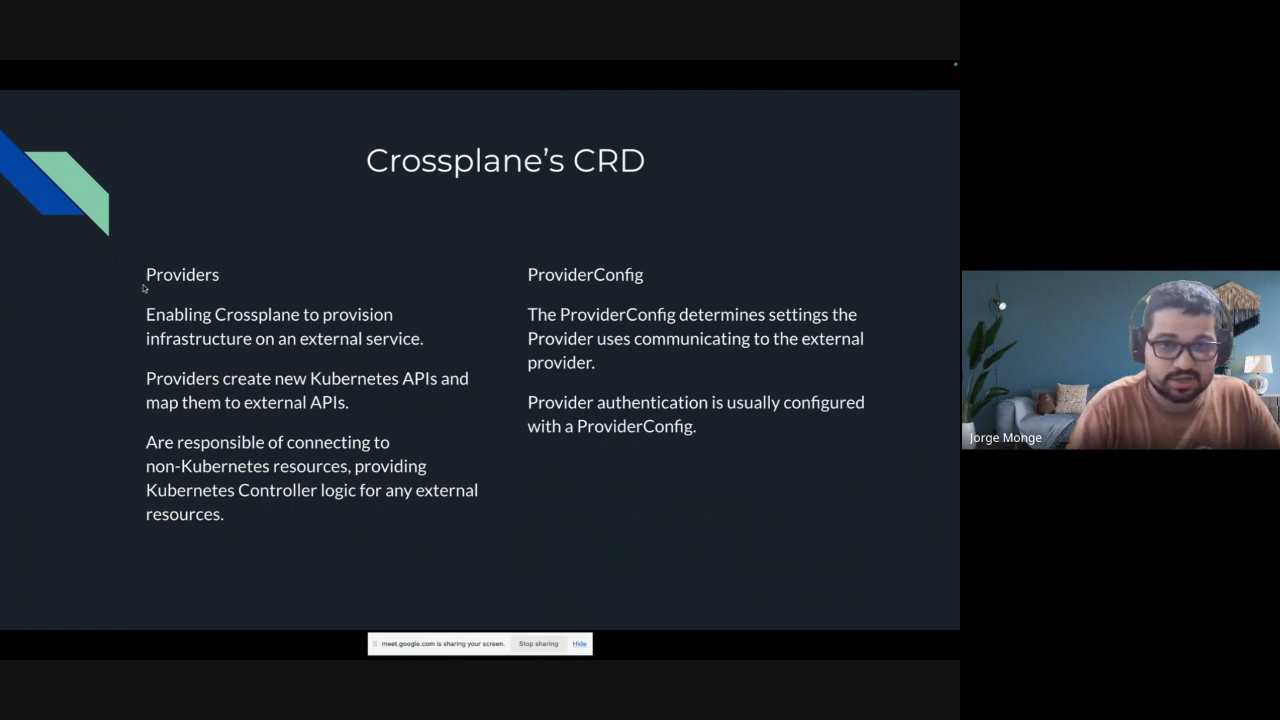 Crossplane's CRD
Providers
Enabling Crossplane to provision
infrastructure on an external service.
Providers create new Kubernetes APIs and
map them to external APIs.
Are responsible of connecting to
non-Kubernetes resources, providing
Kubernetes Controller logic for any external
resources.
ProviderConfig
The ProviderConfig determines settings the
Provider uses communicating to the external
provider.
Provider authentication is usually configured
with a ProviderConfig.
Jorge Monge
meet.google.com is sharing your screen. Stop sharing Hide